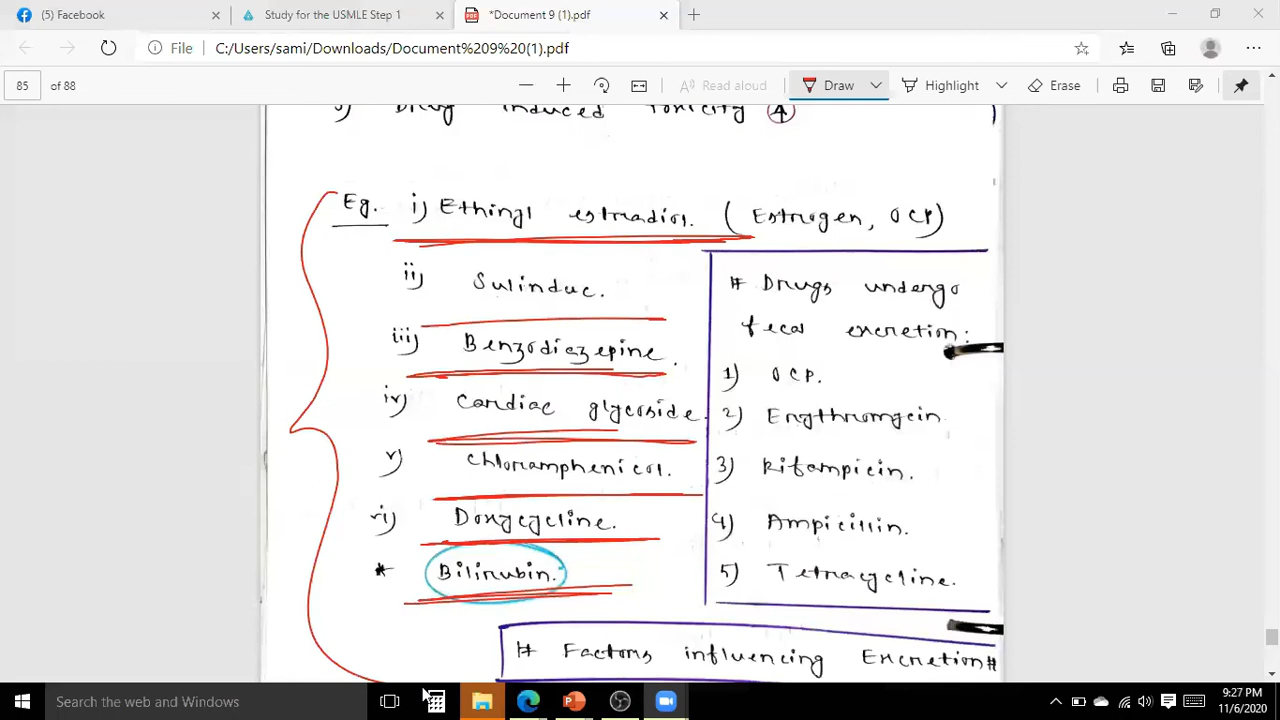 (5) Facebook
Study for the USMLE Step 1
*Document 9 (1).pdf
File C:/Users/sami/Downloads/Document%209%20(1).pdf
85 of 88
Read aloud
Draw
Highlight
Erase
Drug induced toxicity
Eg. i) Ethinyl estradiol. (Estrogen, OCP)
ii) Sulindac.
iii) Benzodiazepine.
iv) Cardiac glycoside.
v) Chloramphenicol.
vi) Doxycycline.
* Bilirubin.
# Drugs undergo
fecal excretion:
1) OCP.
2) Erythromycin.
3) Rifampicin.
4) Ampicillin.
5) Tetracycline.
# Factors influencing Excretion #
Search the web and Windows
9:27 PM
11/6/2020